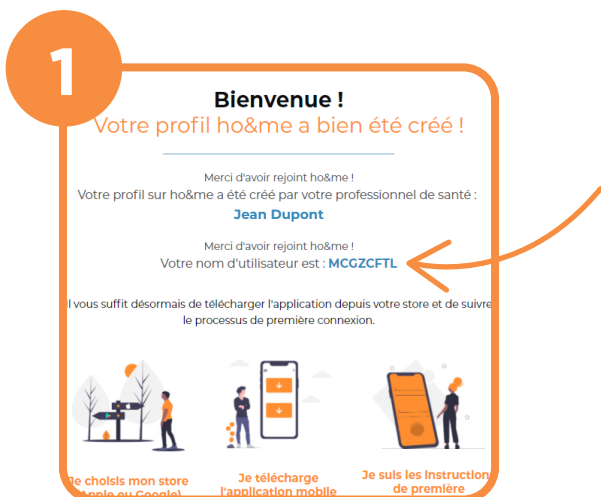 1
Bienvenue !
Votre profil ho&me a bien été créé !
Merci d'avoir rejoint ho&me !
Votre profil sur ho&me a été créé par votre professionnel de santé :
Jean Dupont
Merci d'avoir rejoint ho&me !
Votre nom d'utilisateur est : MCGZCFTL
l vous suffit désormais de télécharger l'application depuis votre store et de suivre
le processus de première connexion.
Je choisis mon store
(Apple ou Google)
Je télécharge
l'application mobile
Je suis les instruction
de première